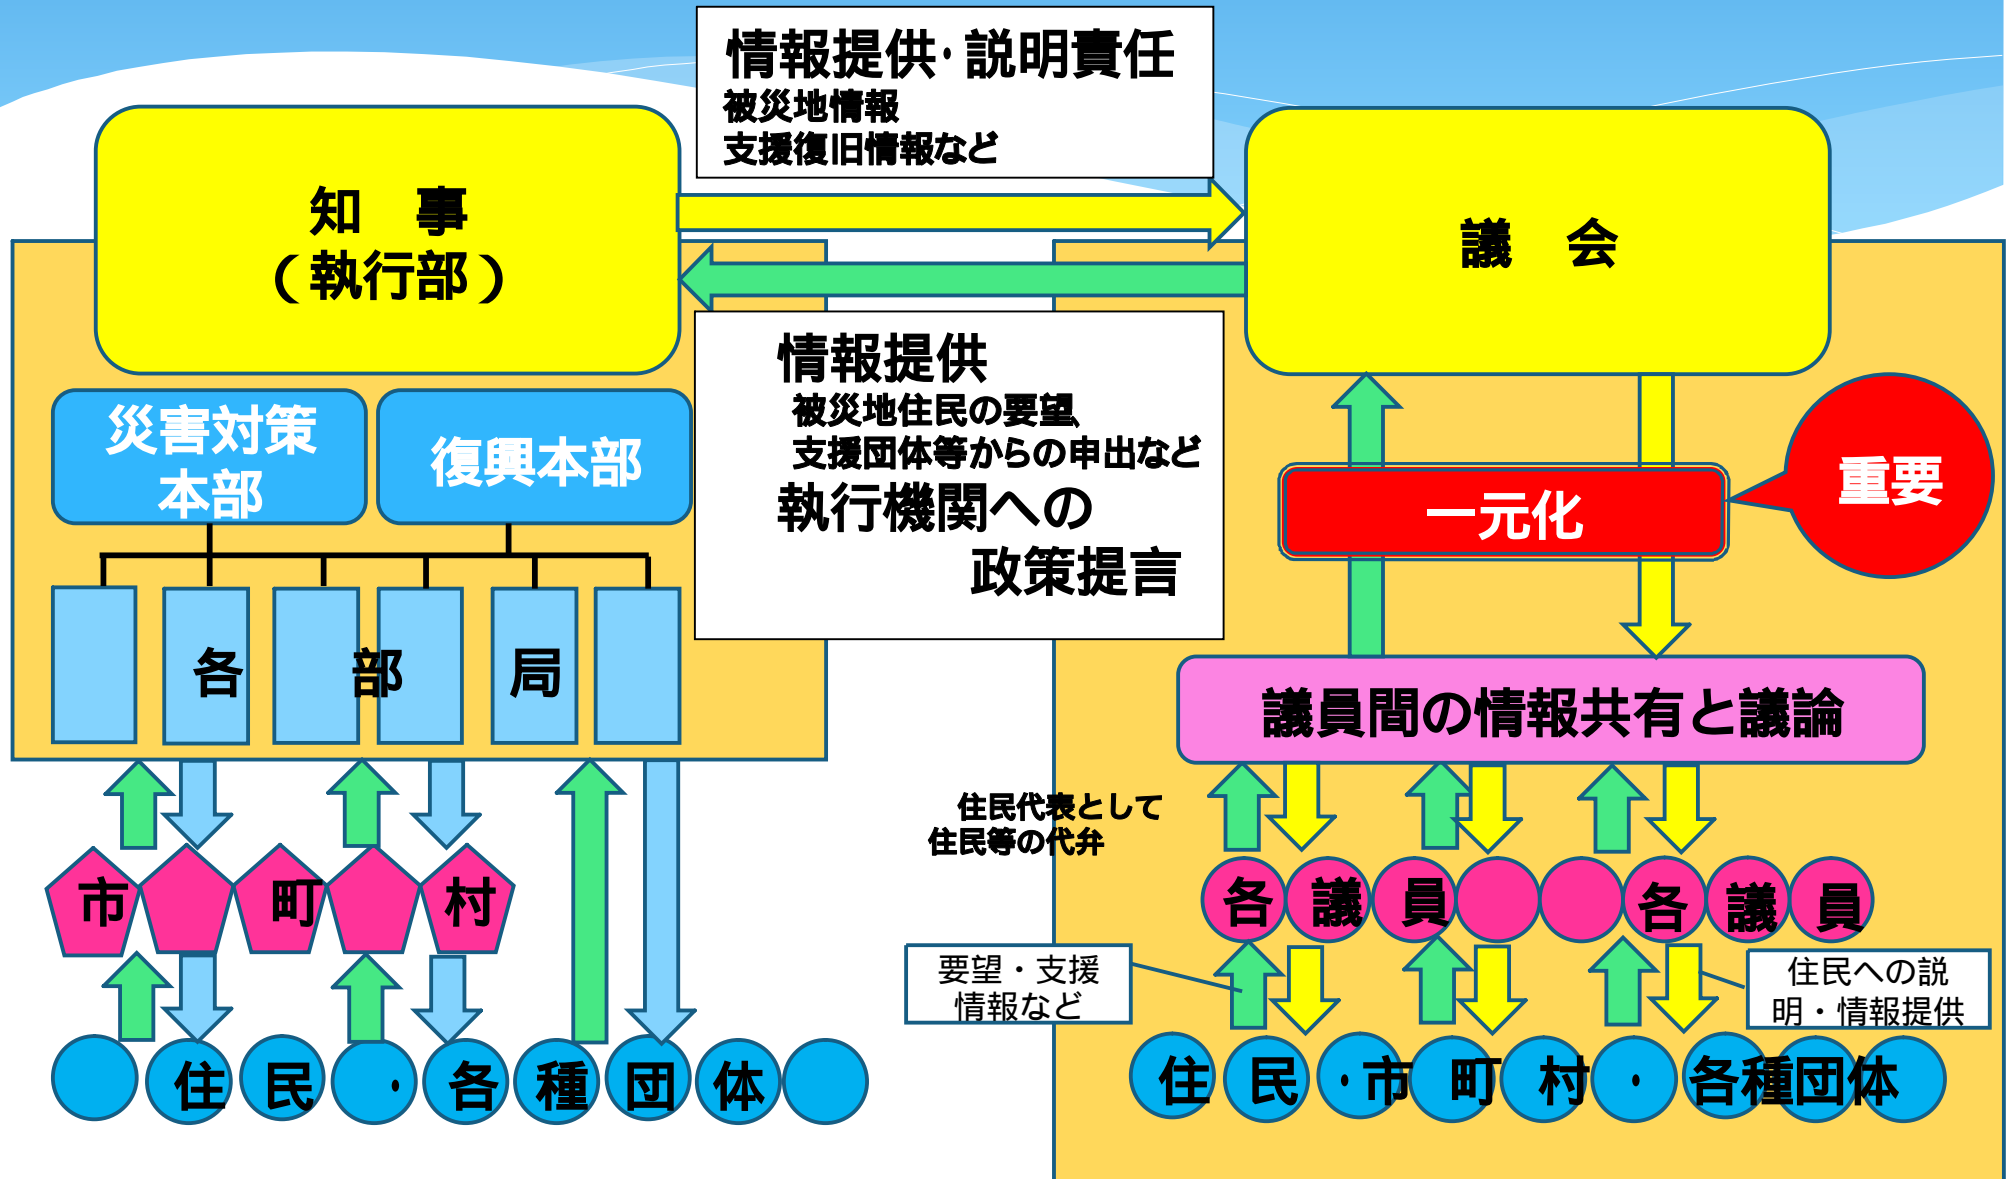 情報提供・説明責任
被災地情報
支援復旧情報など
知　事
（執行部）
議　会
情報提供
被災地住民の要望、
支援団体等からの申出など
執行機関への
政策提言
災害対策
本部
復興本部
一元化
重要
各　部　局
議員間の情報共有と議論
住民代表として
住民等の代弁
市　町　村
各　議　員　各　議　員
要望・支援
情報など
住民への説
明・情報提供
住　民　・　各　種　団　体
住　民　・市　町　村　・　各種団体